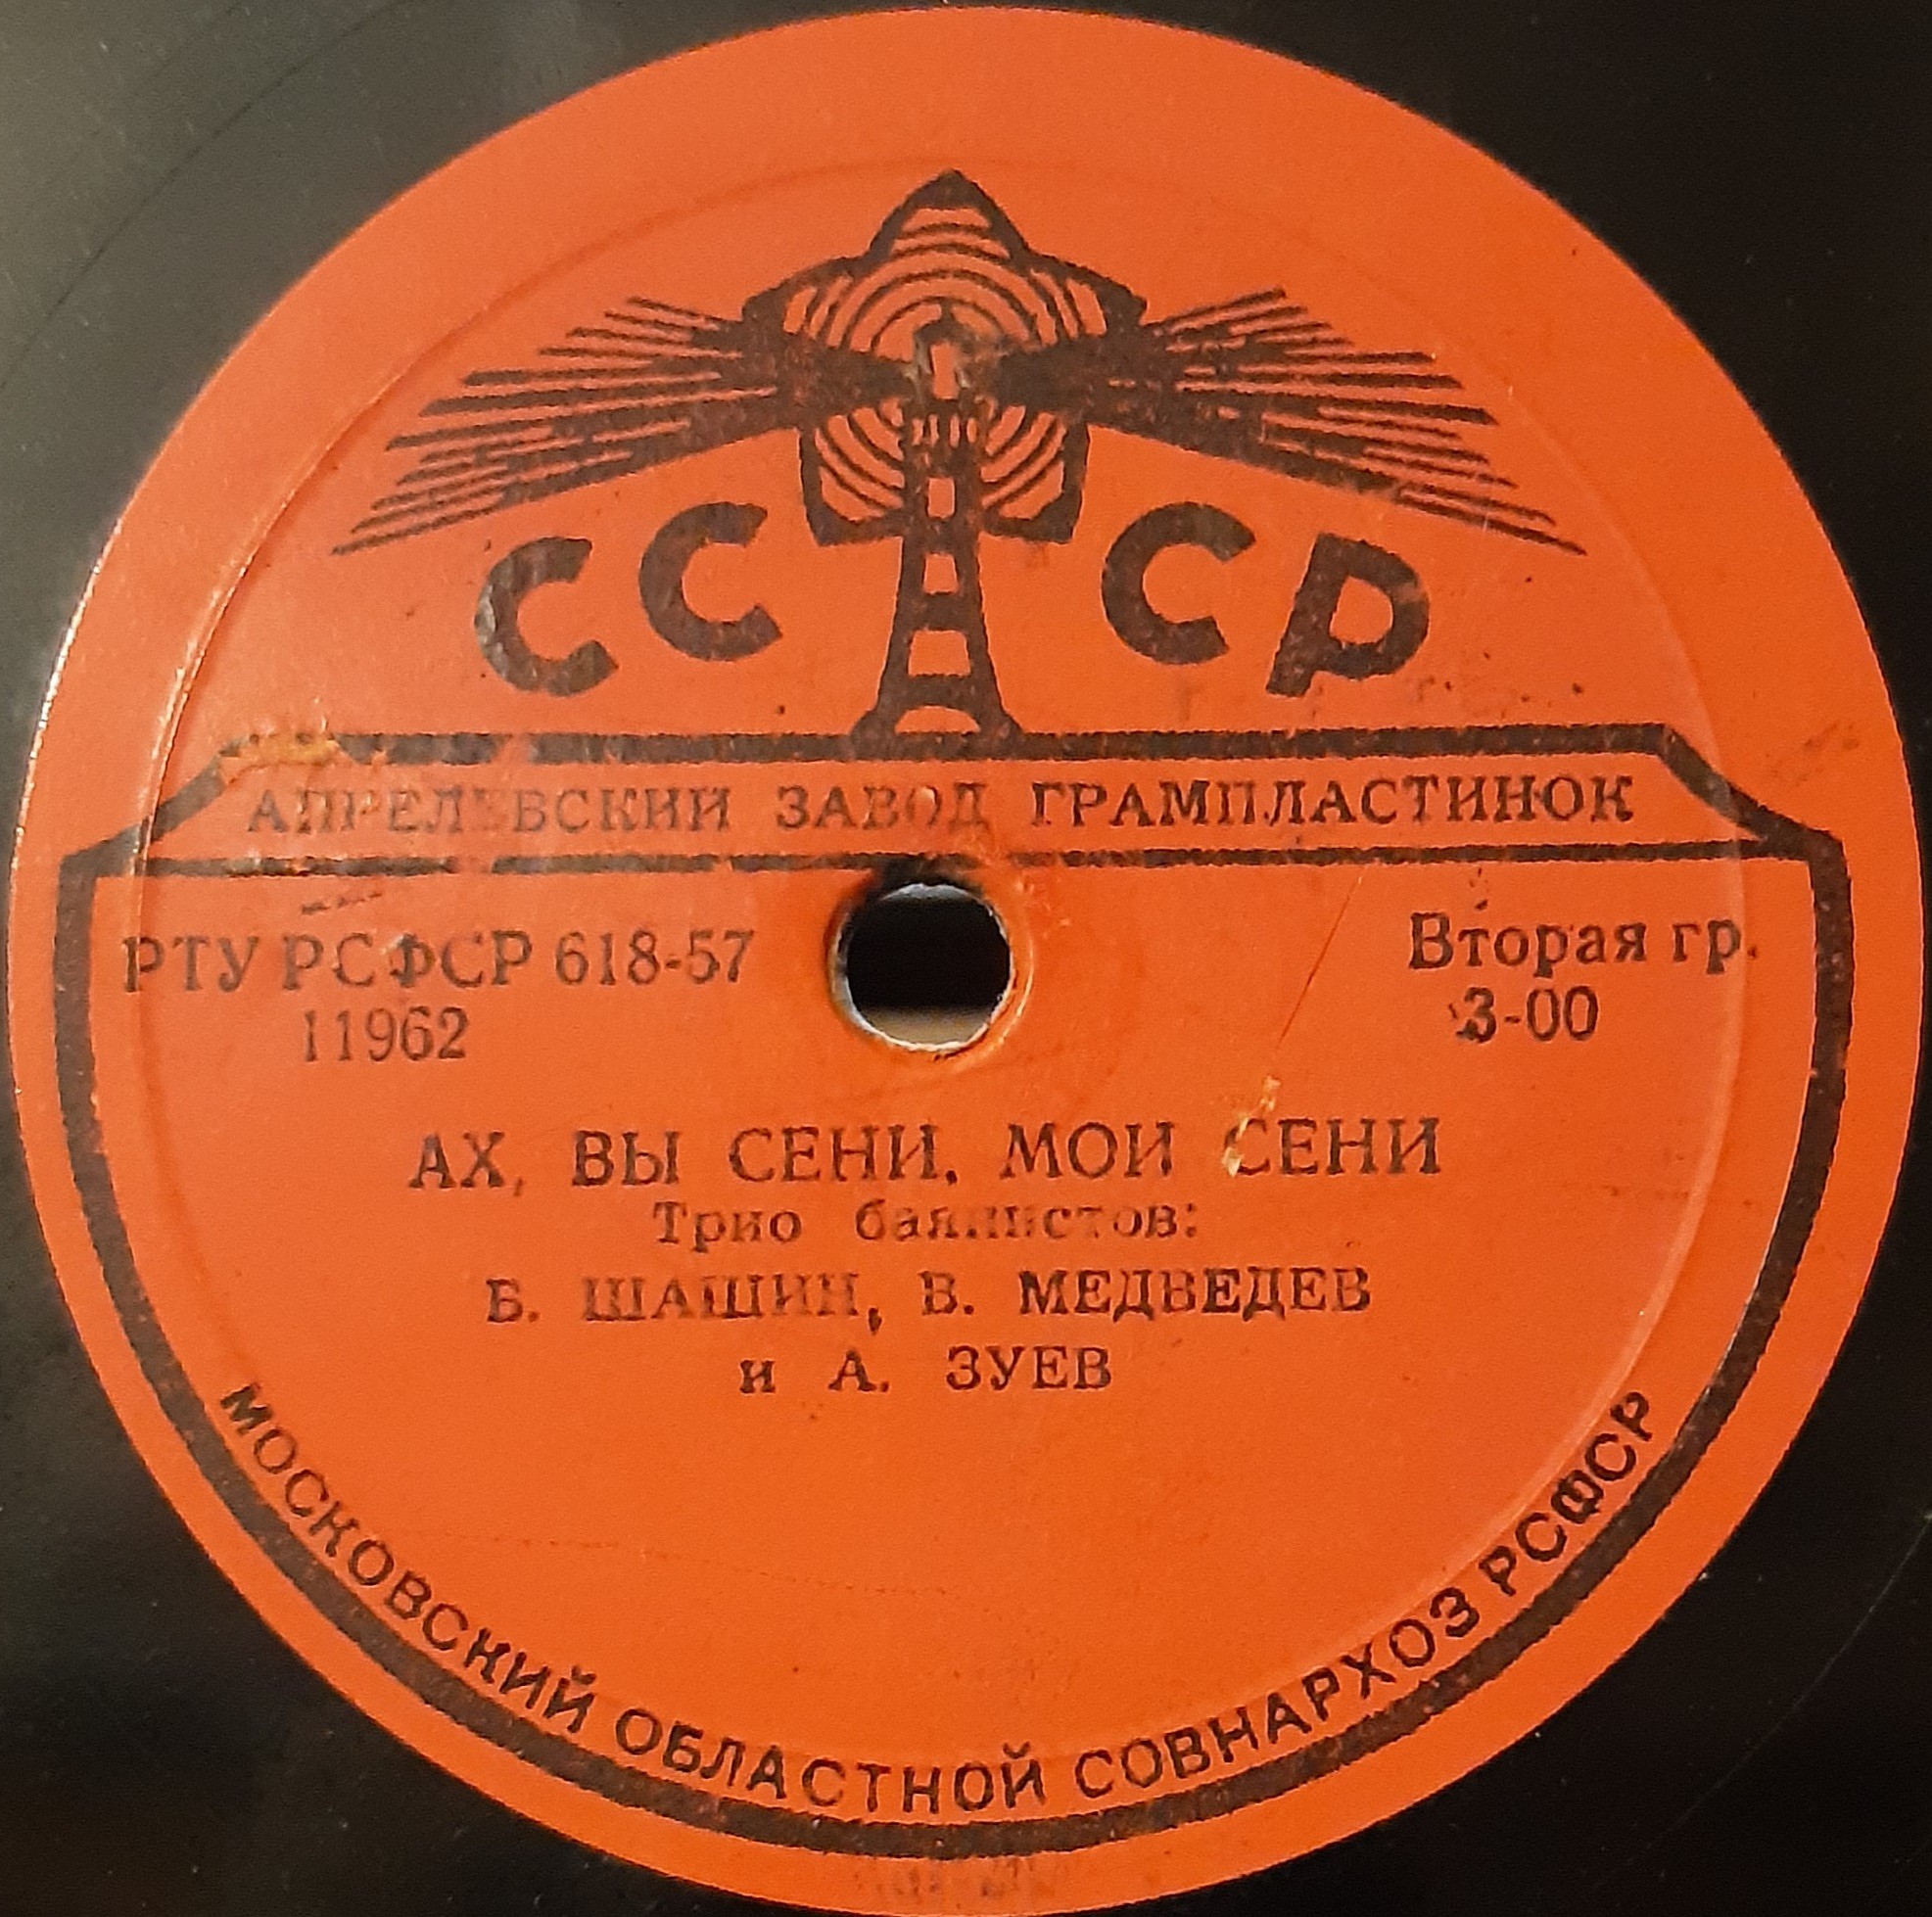 СССР
АПРЕЛЕВСКИЙ ЗАВОД ГРАМПЛАСТИНОК
РТУ РСФСР 618-57
Вторая гр.
11962
3-00
АХ, ВЫ СЕНИ, МОИ СЕНИ
Трио баянистов:
Б. ШАШИН, В. МЕДВЕДЕВ
и А. ЗУЕВ
МОСКОВСКИЙ ОБЛАСТНОЙ СОВНАРХОЗ РСФСР